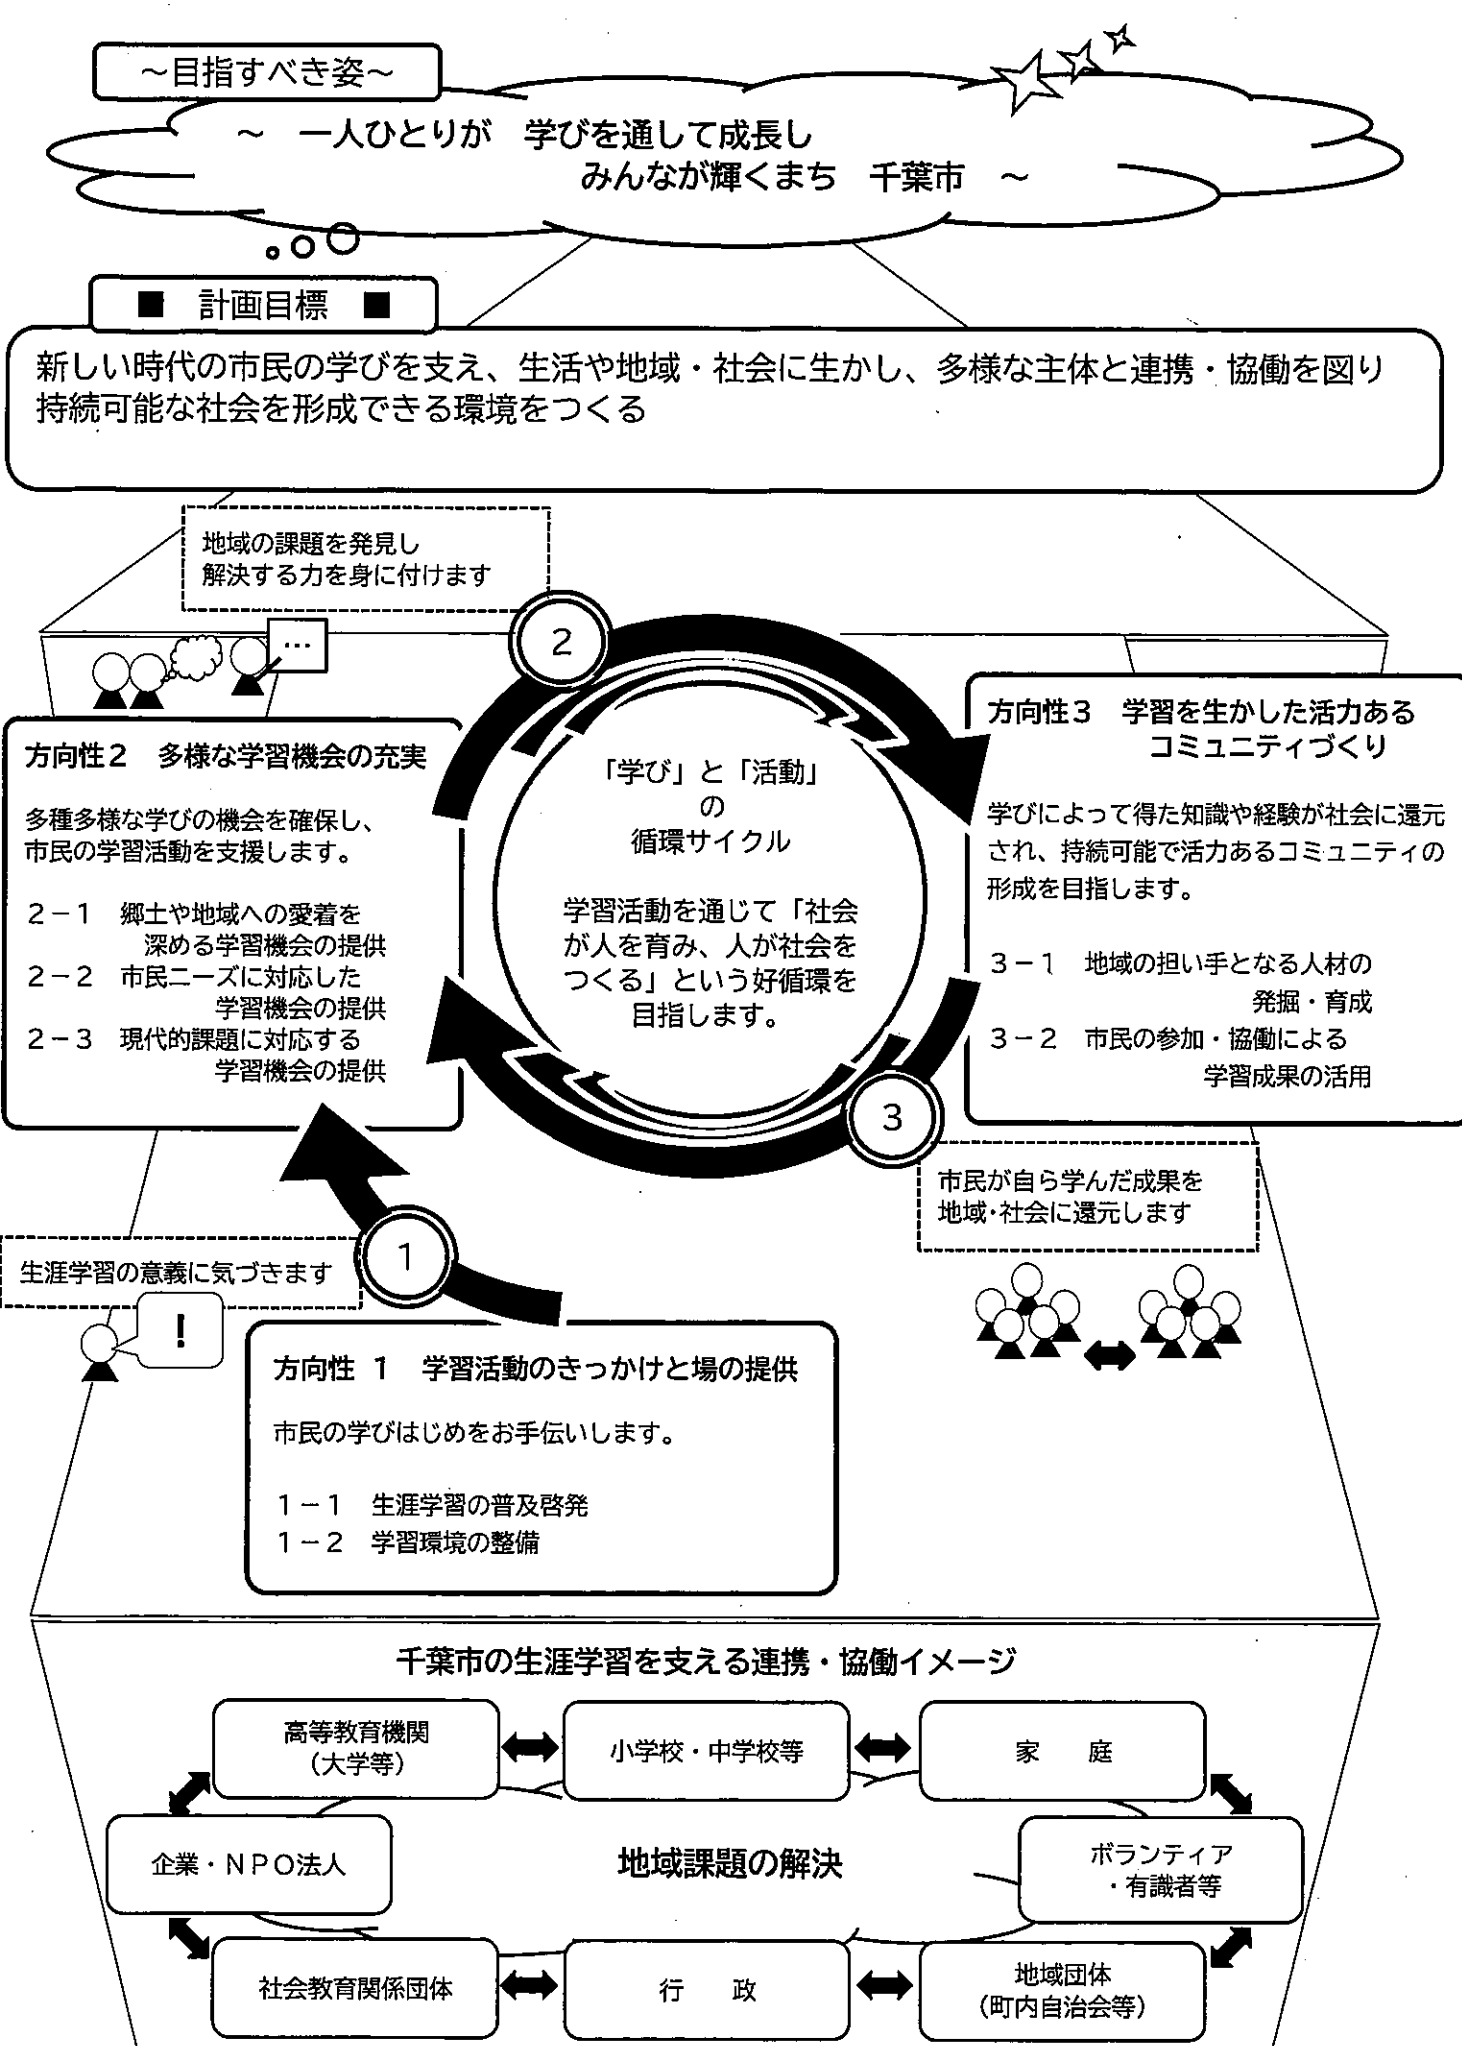 ～目指すべき姿～
～　一人ひとりが　学びを通して成長し
みんなが輝くまち　千葉市　～
■　計画目標　■
新しい時代の市民の学びを支え、生活や地域・社会に生かし、多様な主体と連携・協働を図り
持続可能な社会を形成できる環境をつくる
地域の課題を発見し
解決する力を身に付けます
2
…
方向性２　多様な学習機会の充実
多種多様な学びの機会を確保し、
市民の学習活動を支援します。
２－１　郷土や地域への愛着を
深める学習機会の提供
２－２　市民ニーズに対応した
学習機会の提供
２－３　現代的課題に対応する
学習機会の提供
「学び」と「活動」
の
循環サイクル
学習活動を通じて「社会
が人を育み、人が社会を
つくる」という好循環を
目指します。
方向性３　学習を生かした活力ある
コミュニティづくり
学びによって得た知識や経験が社会に還元
され、持続可能で活力あるコミュニティの
形成を目指します。
３－１　地域の担い手となる人材の
発掘・育成
３－２　市民の参加・協働による
学習成果の活用
3
市民が自ら学んだ成果を
地域･社会に還元します
1
生涯学習の意義に気づきます
!
方向性 １　学習活動のきっかけと場の提供
市民の学びはじめをお手伝いします。
１－１　生涯学習の普及啓発
１－２　学習環境の整備
千葉市の生涯学習を支える連携・協働イメージ
高等教育機関
（大学等）
小学校・中学校等
家　　庭
企業・ＮＰＯ法人
地域課題の解決
ボランティア
・有識者等
社会教育関係団体
行　　政
地域団体
（町内自治会等）